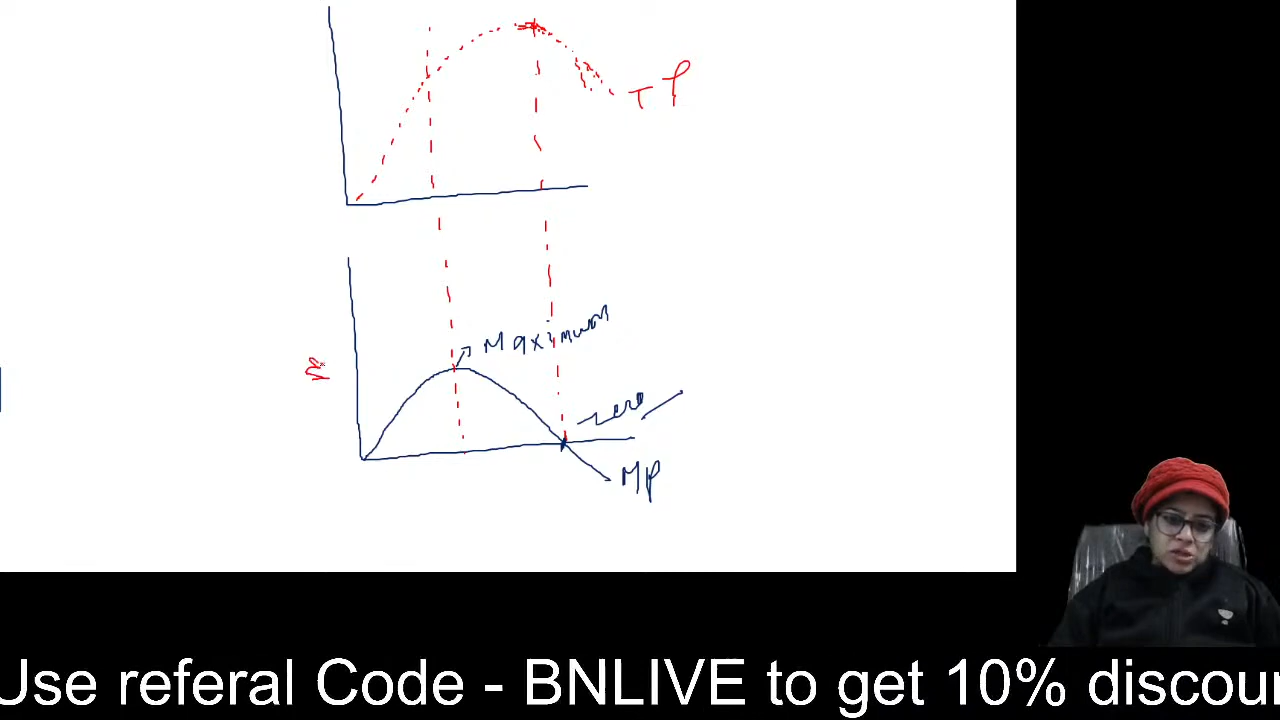 TP
Maximum
Zero
MP
Use referal Code - BNLIVE to get 10% discou